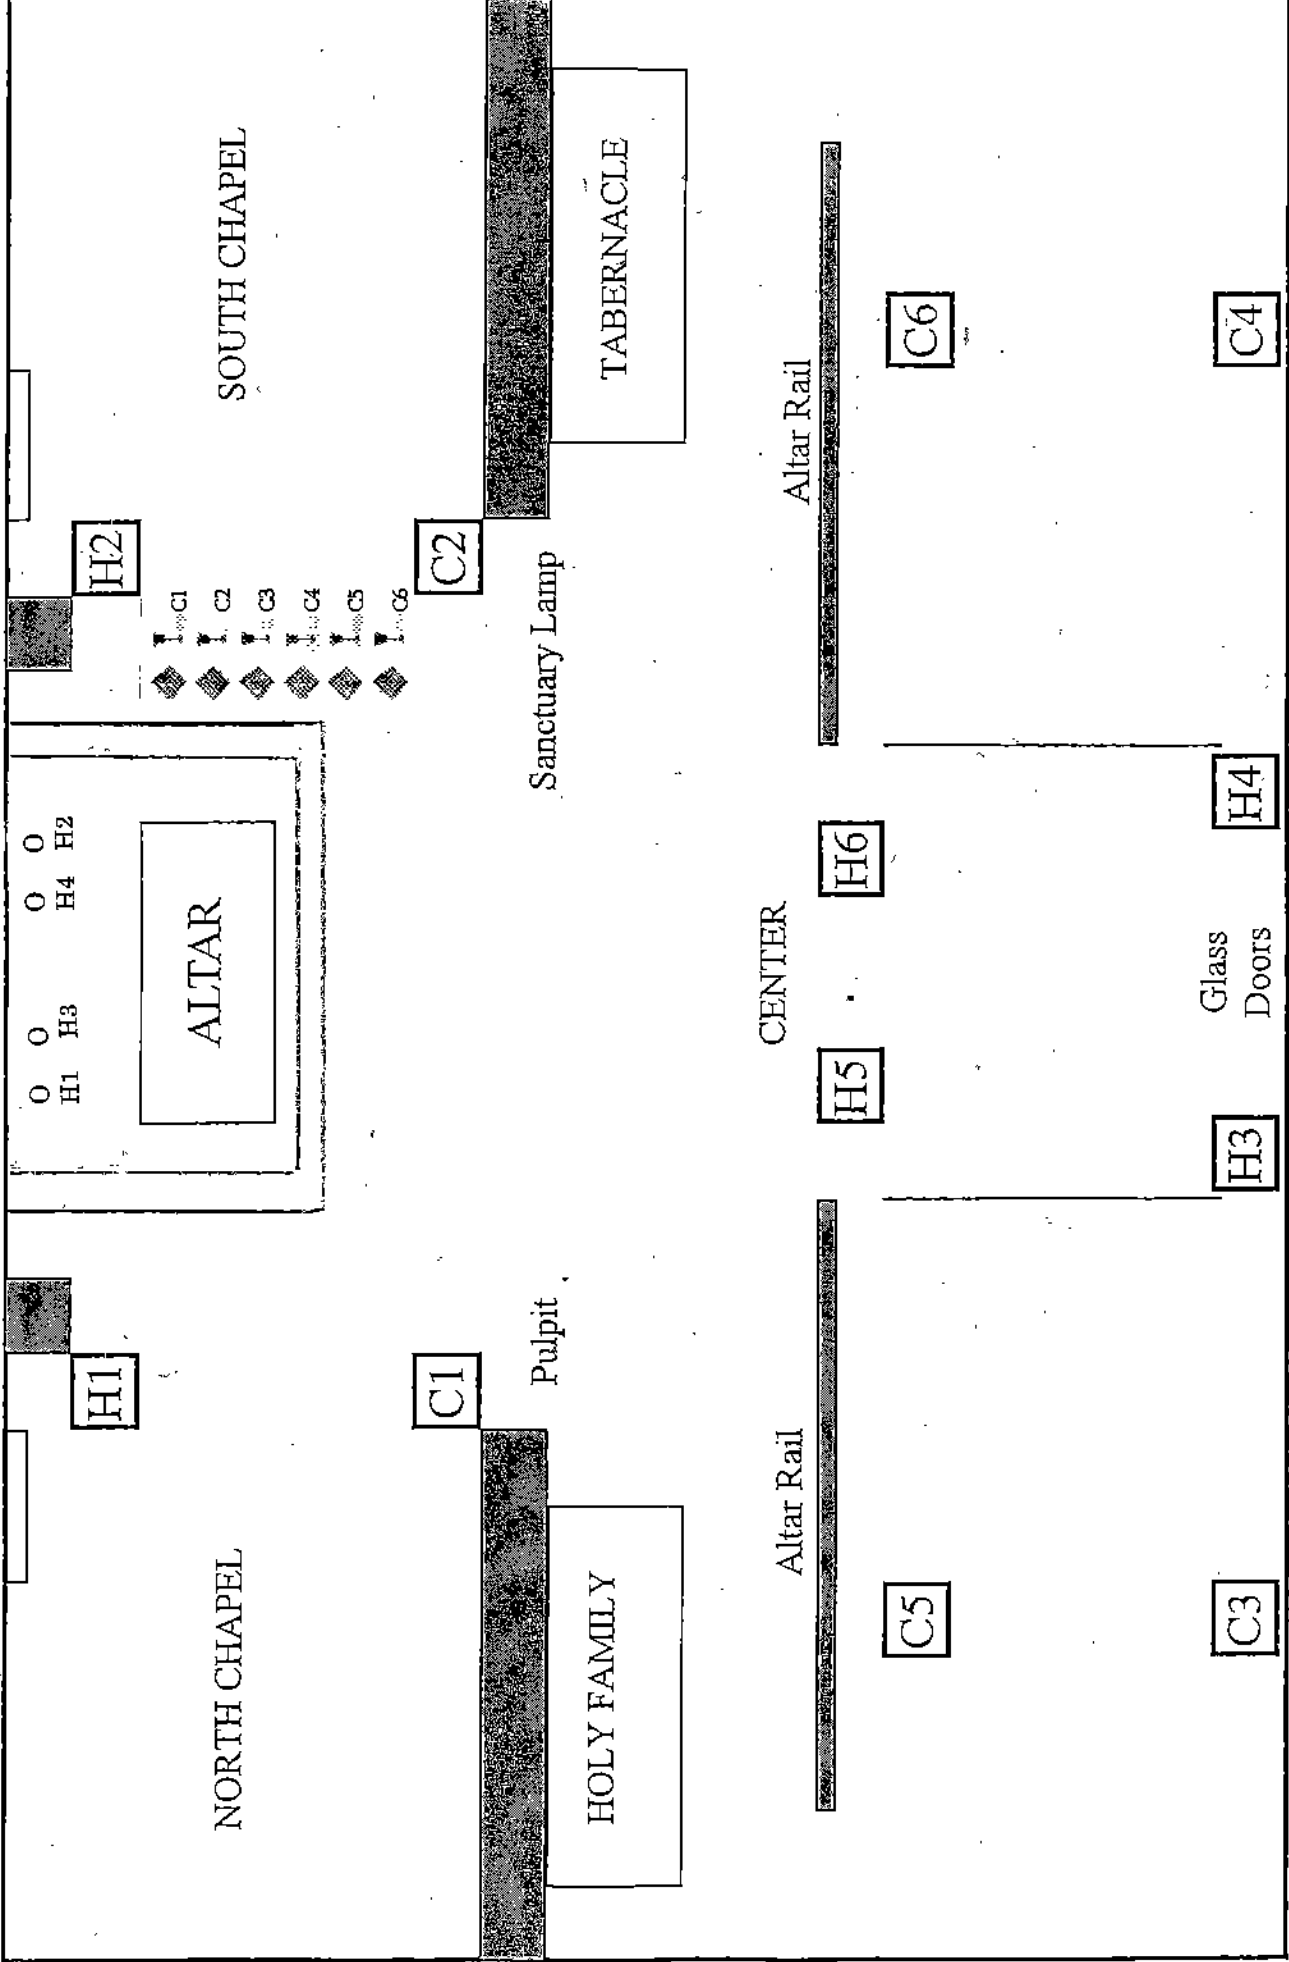 H1
H3
H4
H2
ALTAR
H1
H2
C1
C2
C3
C4
C5
C6
NORTH CHAPEL
SOUTH CHAPEL
C1
C2
Pulpit
Sanctuary Lamp
HOLY FAMILY
TABERNACLE
CENTER
Altar Rail
Altar Rail
H5
H6
C5
C6
Glass
Doors
C3
H3
H4
C4